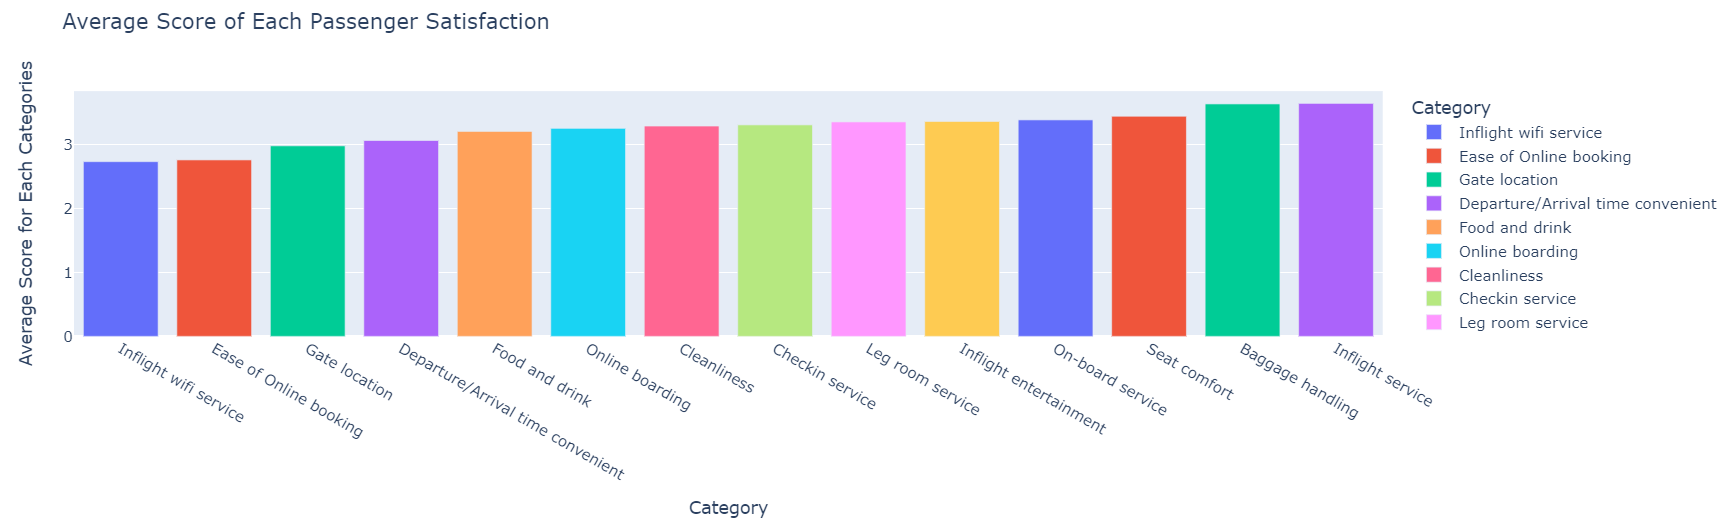 Average Score of Each Passenger Satisfaction
Average Score for Each Categories
3
2
1
0
Inflight wifi service
Ease of Online booking
Gate location
Departure/Arrival time convenient
Food and drink
Online boarding
Cleanliness
Checkin service
Leg room service
Inflight entertainment
On-board service
Seat comfort
Baggage handling
Inflight service
Category
Category
Inflight wifi service
Ease of Online booking
Gate location
Departure/Arrival time convenient
Food and drink
Online boarding
Cleanliness
Checkin service
Leg room service